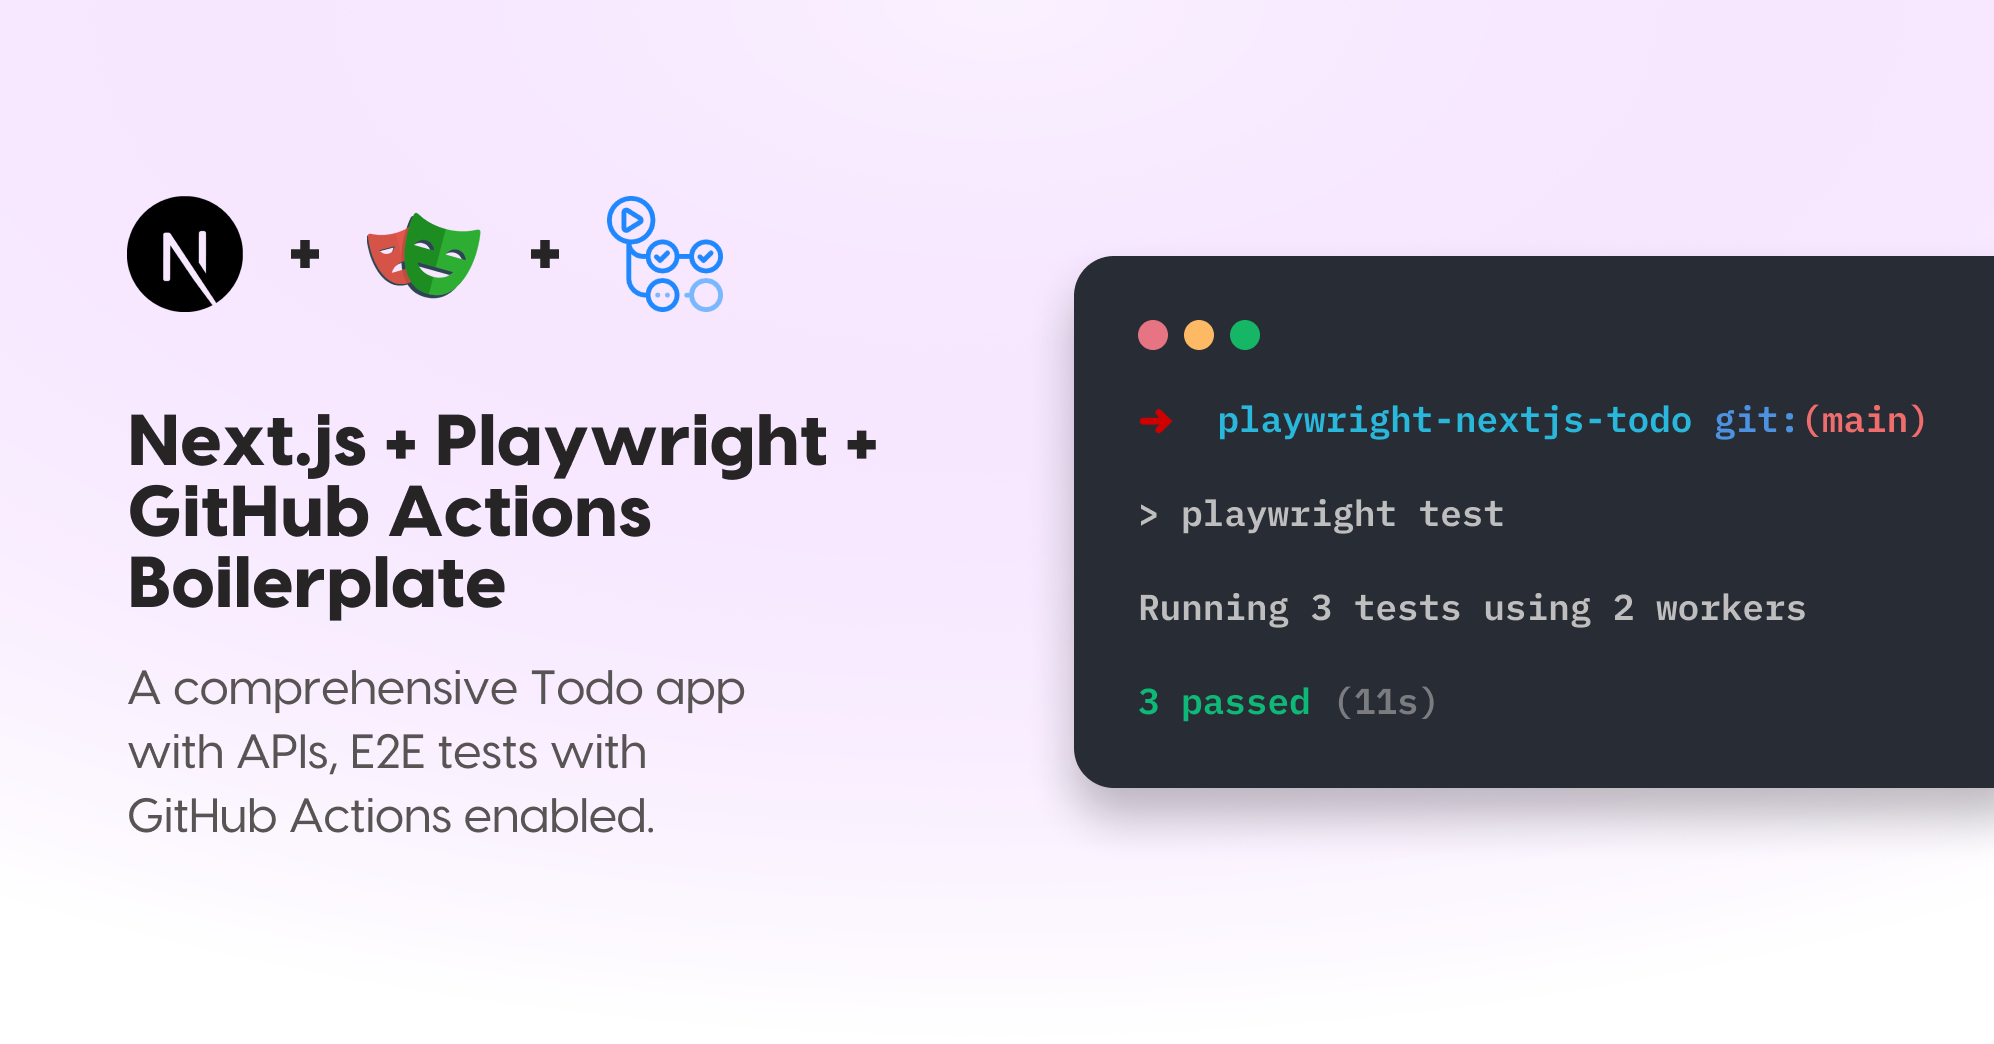 N
+
+
Next.js + Playwright +
GitHub Actions
Boilerplate
A comprehensive Todo app
with APIs, E2E tests with
GitHub Actions enabled.
➜ playwright-nextjs-todo git:(main)
> playwright test
Running 3 tests using 2 workers
3 passed (11s)